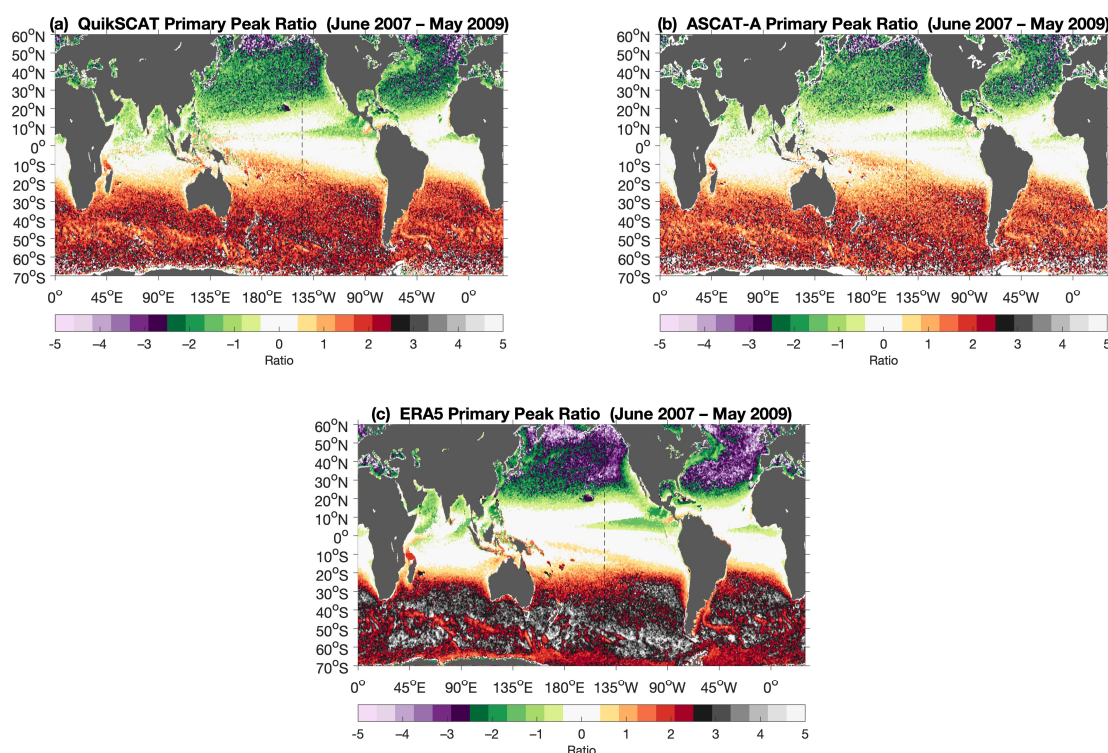 (a) QuikSCAT Primary Peak Ratio (June 2007 – May 2009)
60°N
50°N
40°N
30°N
20°N
10°N
0°
10°S
20°S
30°S
40°S
50°S
60°S
70°S
0° 45°E 90°E 135°E 180°E 135°W 90°W 45°W 0°
-5 -4 -3 -2 -1 0 1 2 3 4 5
Ratio
(b) ASCAT-A Primary Peak Ratio (June 2007 – May 2009)
60°N
50°N
40°N
30°N
20°N
10°N
0°
10°S
20°S
30°S
40°S
50°S
60°S
70°S
0° 45°E 90°E 135°E 180°E 135°W 90°W 45°W 0°
-5 -4 -3 -2 -1 0 1 2 3 4 5
Ratio
(c) ERA5 Primary Peak Ratio (June 2007 – May 2009)
60°N
50°N
40°N
30°N
20°N
10°N
0°
10°S
20°S
30°S
40°S
50°S
60°S
70°S
0° 45°E 90°E 135°E 180°E 135°W 90°W 45°W 0°
-5 -4 -3 -2 -1 0 1 2 3 4 5
Ratio